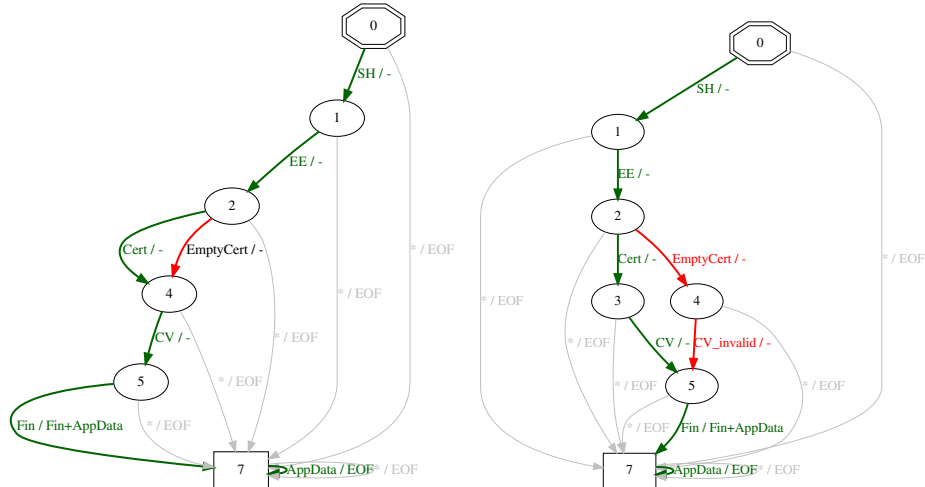 0
SH / -
1
EE / -
2
Cert / -
EmptyCert / -
* / EOF
4
* / EOF
* / EOF
CV / -
* / EOF
5
Fin / Fin+AppData
* / EOF
7
AppData / EOF
* / EOF
0
SH / -
1
EE / -
2
* / EOF
Cert / -
EmptyCert / -
* / EOF
3
4
* / EOF
CV / -
CV_invalid / -
* / EOF
5
* / EOF
* / EOF
Fin / Fin+AppData
7
AppData / EOF
* / EOF